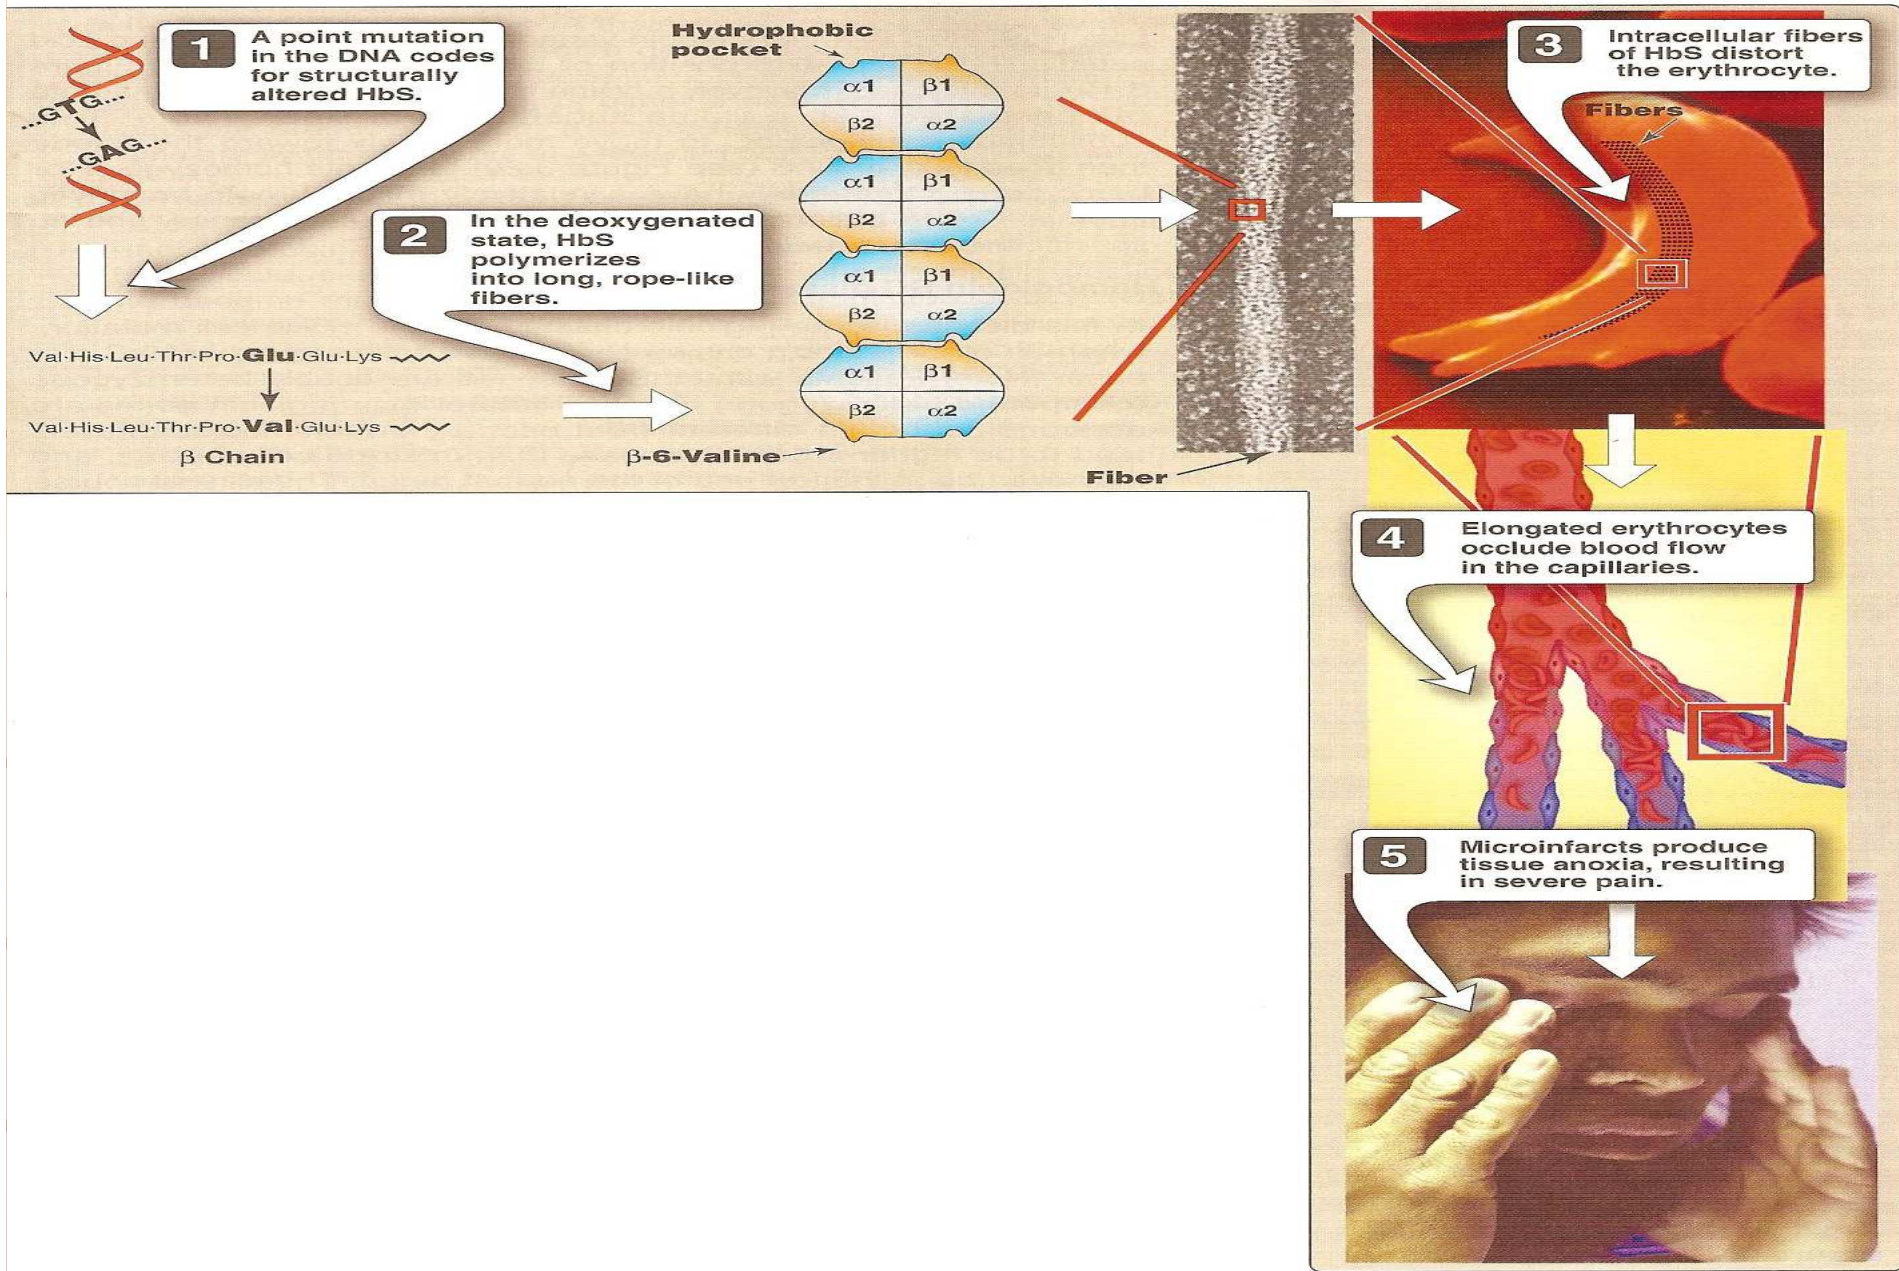 1
A point mutation
in the DNA codes
for structurally
altered HbS.
...GTG...
...GAG...
Val·His·Leu·Thr·Pro·Glu·Glu·Lys
Val·His·Leu·Thr·Pro·Val·Glu·Lys
β Chain
2
In the deoxygenated
state, HbS
polymerizes
into long, rope-like
fibers.
Hydrophobic
pocket
α1 β1
β2 α2
α1 β1
β2 α2
α1 β1
β2 α2
α1 β1
β2 α2
β-6-Valine
Fiber
3
Intracellular fibers
of HbS distort
the erythrocyte.
Fibers
4
Elongated erythrocytes
occlude blood flow
in the capillaries.
5
Microinfarcts produce
tissue anoxia, resulting
in severe pain.